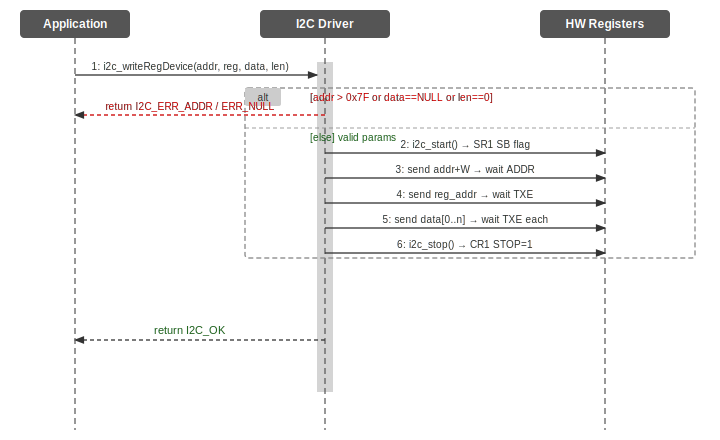 Application
I2C Driver
HW Registers
1: i2c_writeRegDevice(addr, reg, data, len)
alt
[addr > 0x7F or data==NULL or len==0]
return I2C_ERR_ADDR / ERR_NULL
[else] valid params
2: i2c_start() → SR1 SB flag
3: send addr+W → wait ADDR
4: send reg_addr → wait TXE
5: send data[0..n] → wait TXE each
6: i2c_stop() → CR1 STOP=1
return I2C_OK